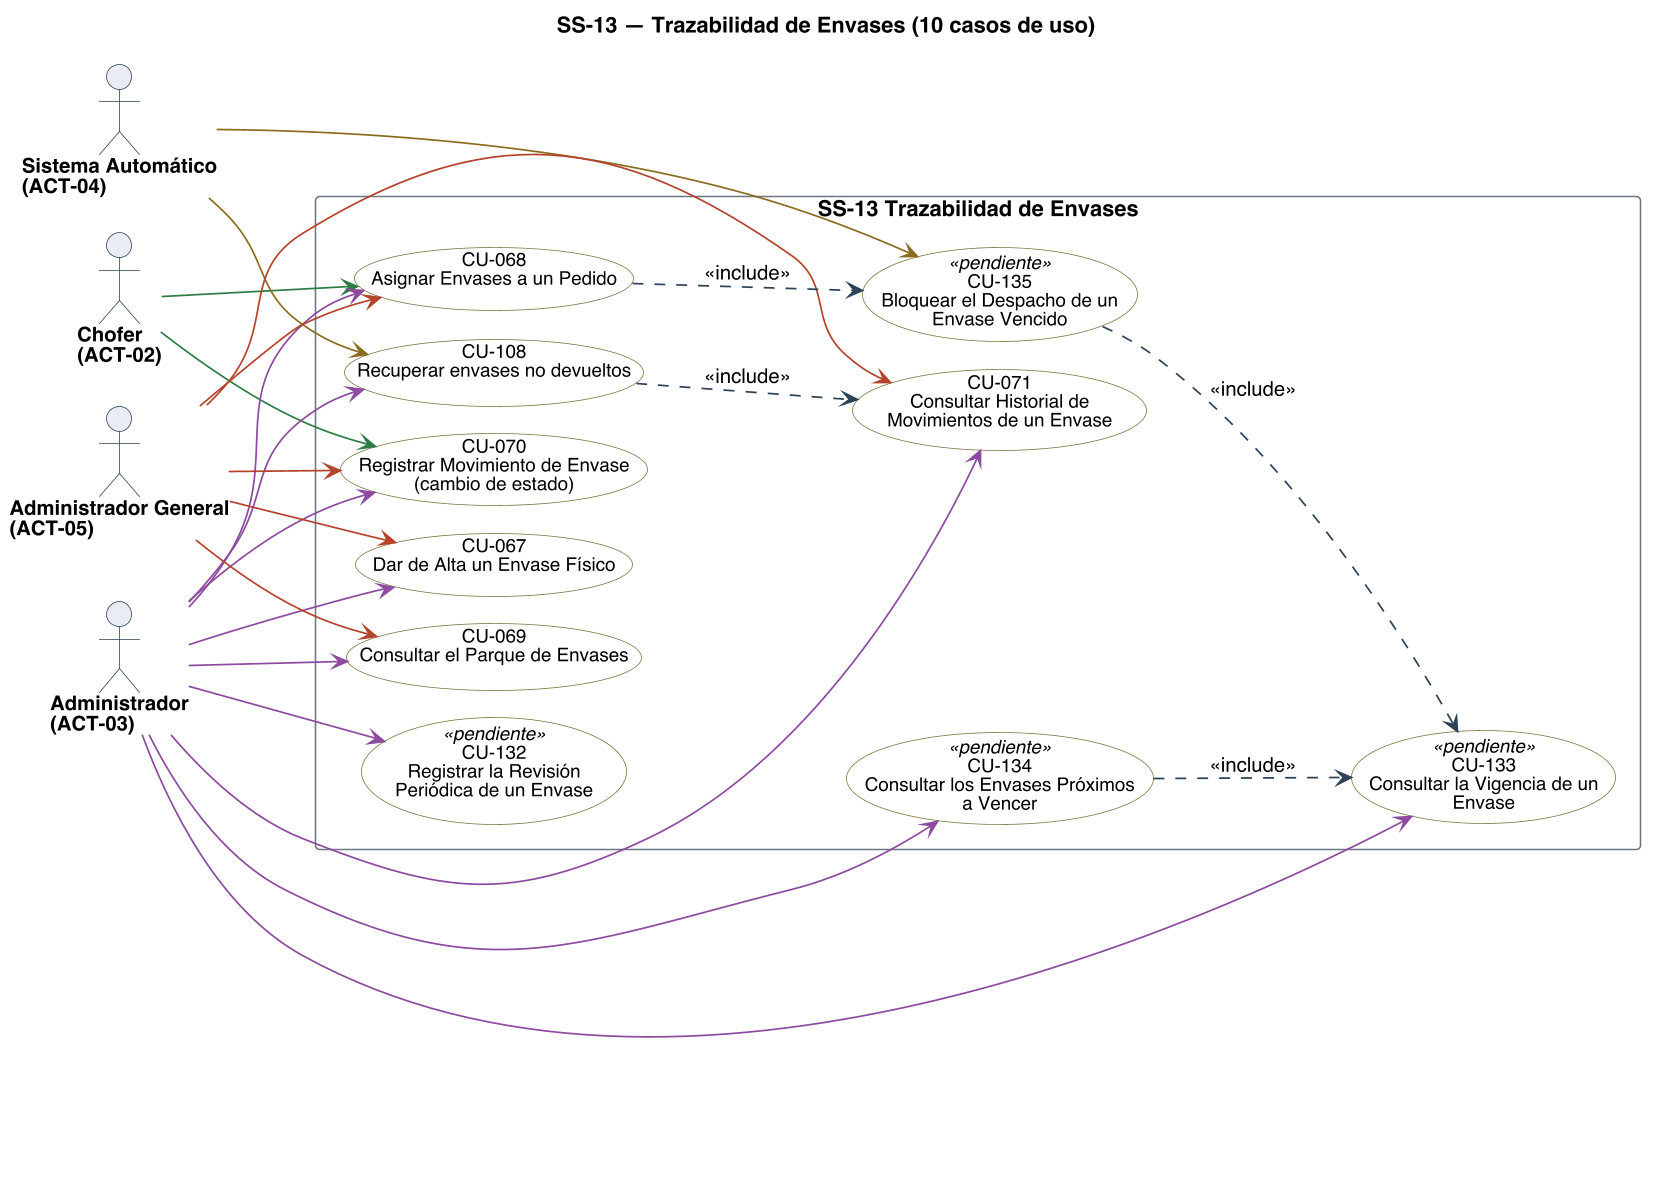 SS-13 — Trazabilidad de Envases (10 casos de uso)
Sistema Automático
(ACT-04)
Chofer
(ACT-02)
Administrador General
(ACT-05)
Administrador
(ACT-03)
SS-13 Trazabilidad de Envases
CU-068
Asignar Envases a un Pedido
«include»
«pendiente»
CU-135
Bloquear el Despacho de un
Envase Vencido
CU-108
Recuperar envases no devueltos
«include»
CU-071
Consultar Historial de
Movimientos de un Envase
«include»
CU-070
Registrar Movimiento de Envase
(cambio de estado)
CU-067
Dar de Alta un Envase Físico
CU-069
Consultar el Parque de Envases
«pendiente»
CU-132
Registrar la Revisión
Periódica de un Envase
«pendiente»
CU-134
Consultar los Envases Próximos
a Vencer
«include»
«pendiente»
CU-133
Consultar la Vigencia de un
Envase